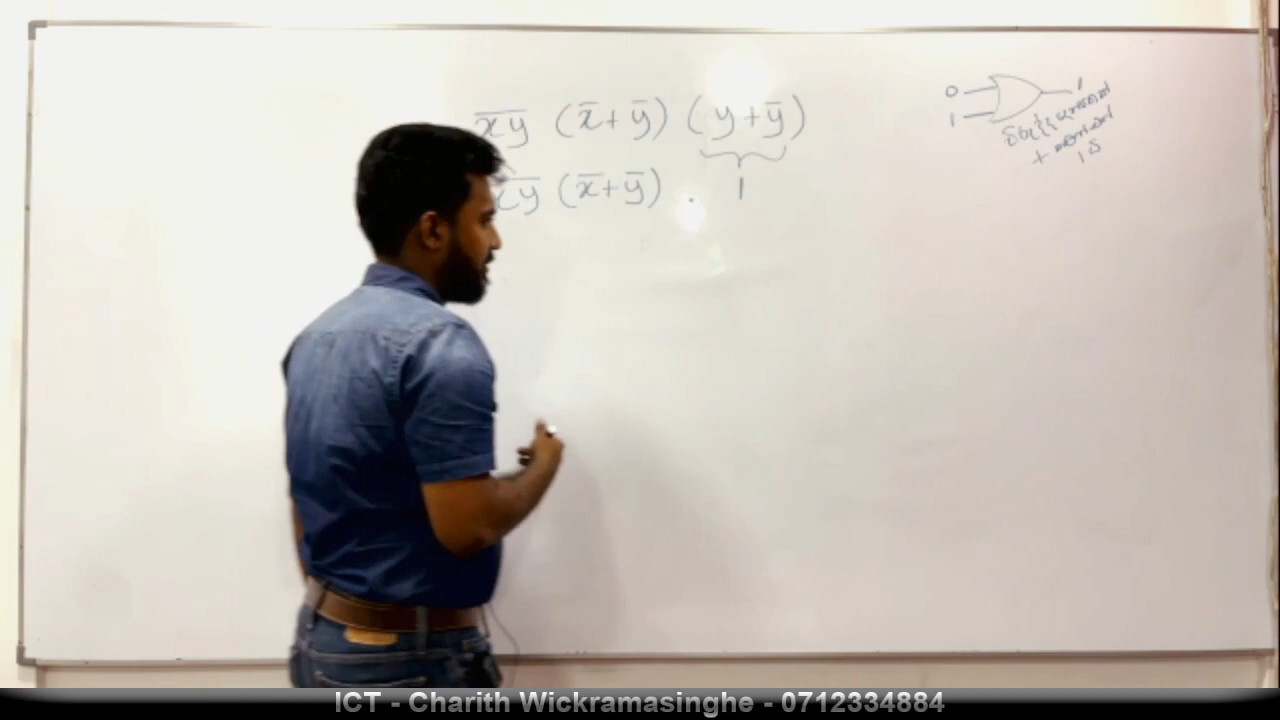 x̅y̅ (x̅+y̅) (y+y̅)
x̅y̅ (x̅+y̅) . 1
0
1
1
ICT - Charith Wickramasinghe - 0712334884